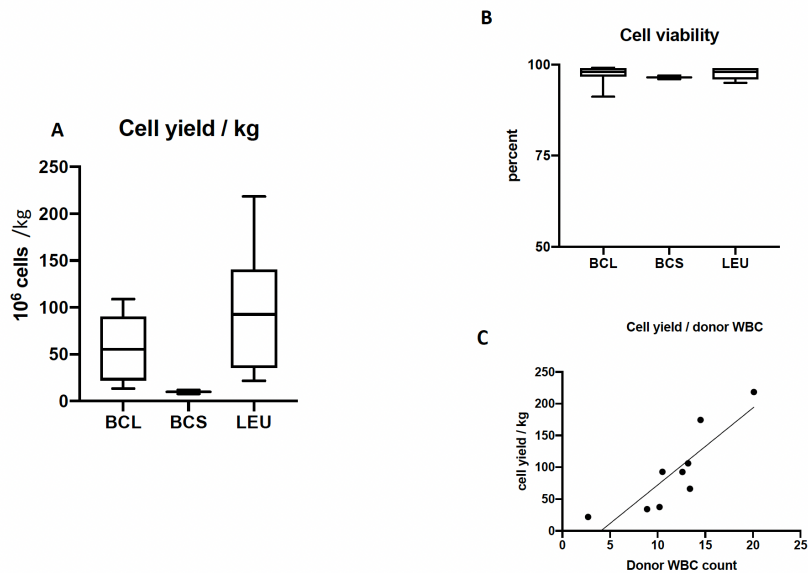 A
Cell yield / kg
250
200
150
100
50
0
10⁶ cells /kg
BCL BCS LEU
B
Cell viability
100
75
50
percent
BCL BCS LEU
C
Cell yield / donor WBC
250
200
150
100
50
0
cell yield / kg
0 5 10 15 20 25
Donor WBC count